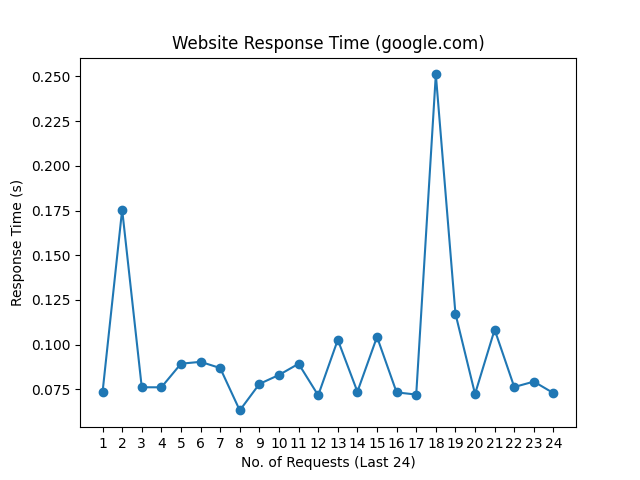 Website Response Time (google.com)
0.250
0.225
0.200
0.175
0.150
0.125
0.100
0.075
Response Time (s)
1 2 3 4 5 6 7 8 9 10 11 12 13 14 15 16 17 18 19 20 21 22 23 24
No. of Requests (Last 24)